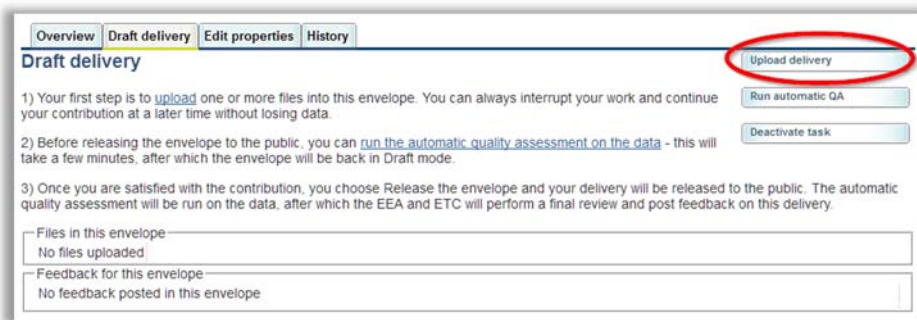 Overview Draft delivery Edit properties History
Draft delivery
Upload delivery
1) Your first step is to upload one or more files into this envelope. You can always interrupt your work and continue
your contribution at a later time without losing data.
Run automatic QA
2) Before releasing the envelope to the public, you can run the automatic quality assessment on the data - this will
take a few minutes, after which the envelope will be back in Draft mode.
Deactivate task
3) Once you are satisfied with the contribution, you choose Release the envelope and your delivery will be released to the public. The automatic
quality assessment will be run on the data, after which the EEA and ETC will perform a final review and post feedback on this delivery.
Files in this envelope
No files uploaded
Feedback for this envelope
No feedback posted in this envelope